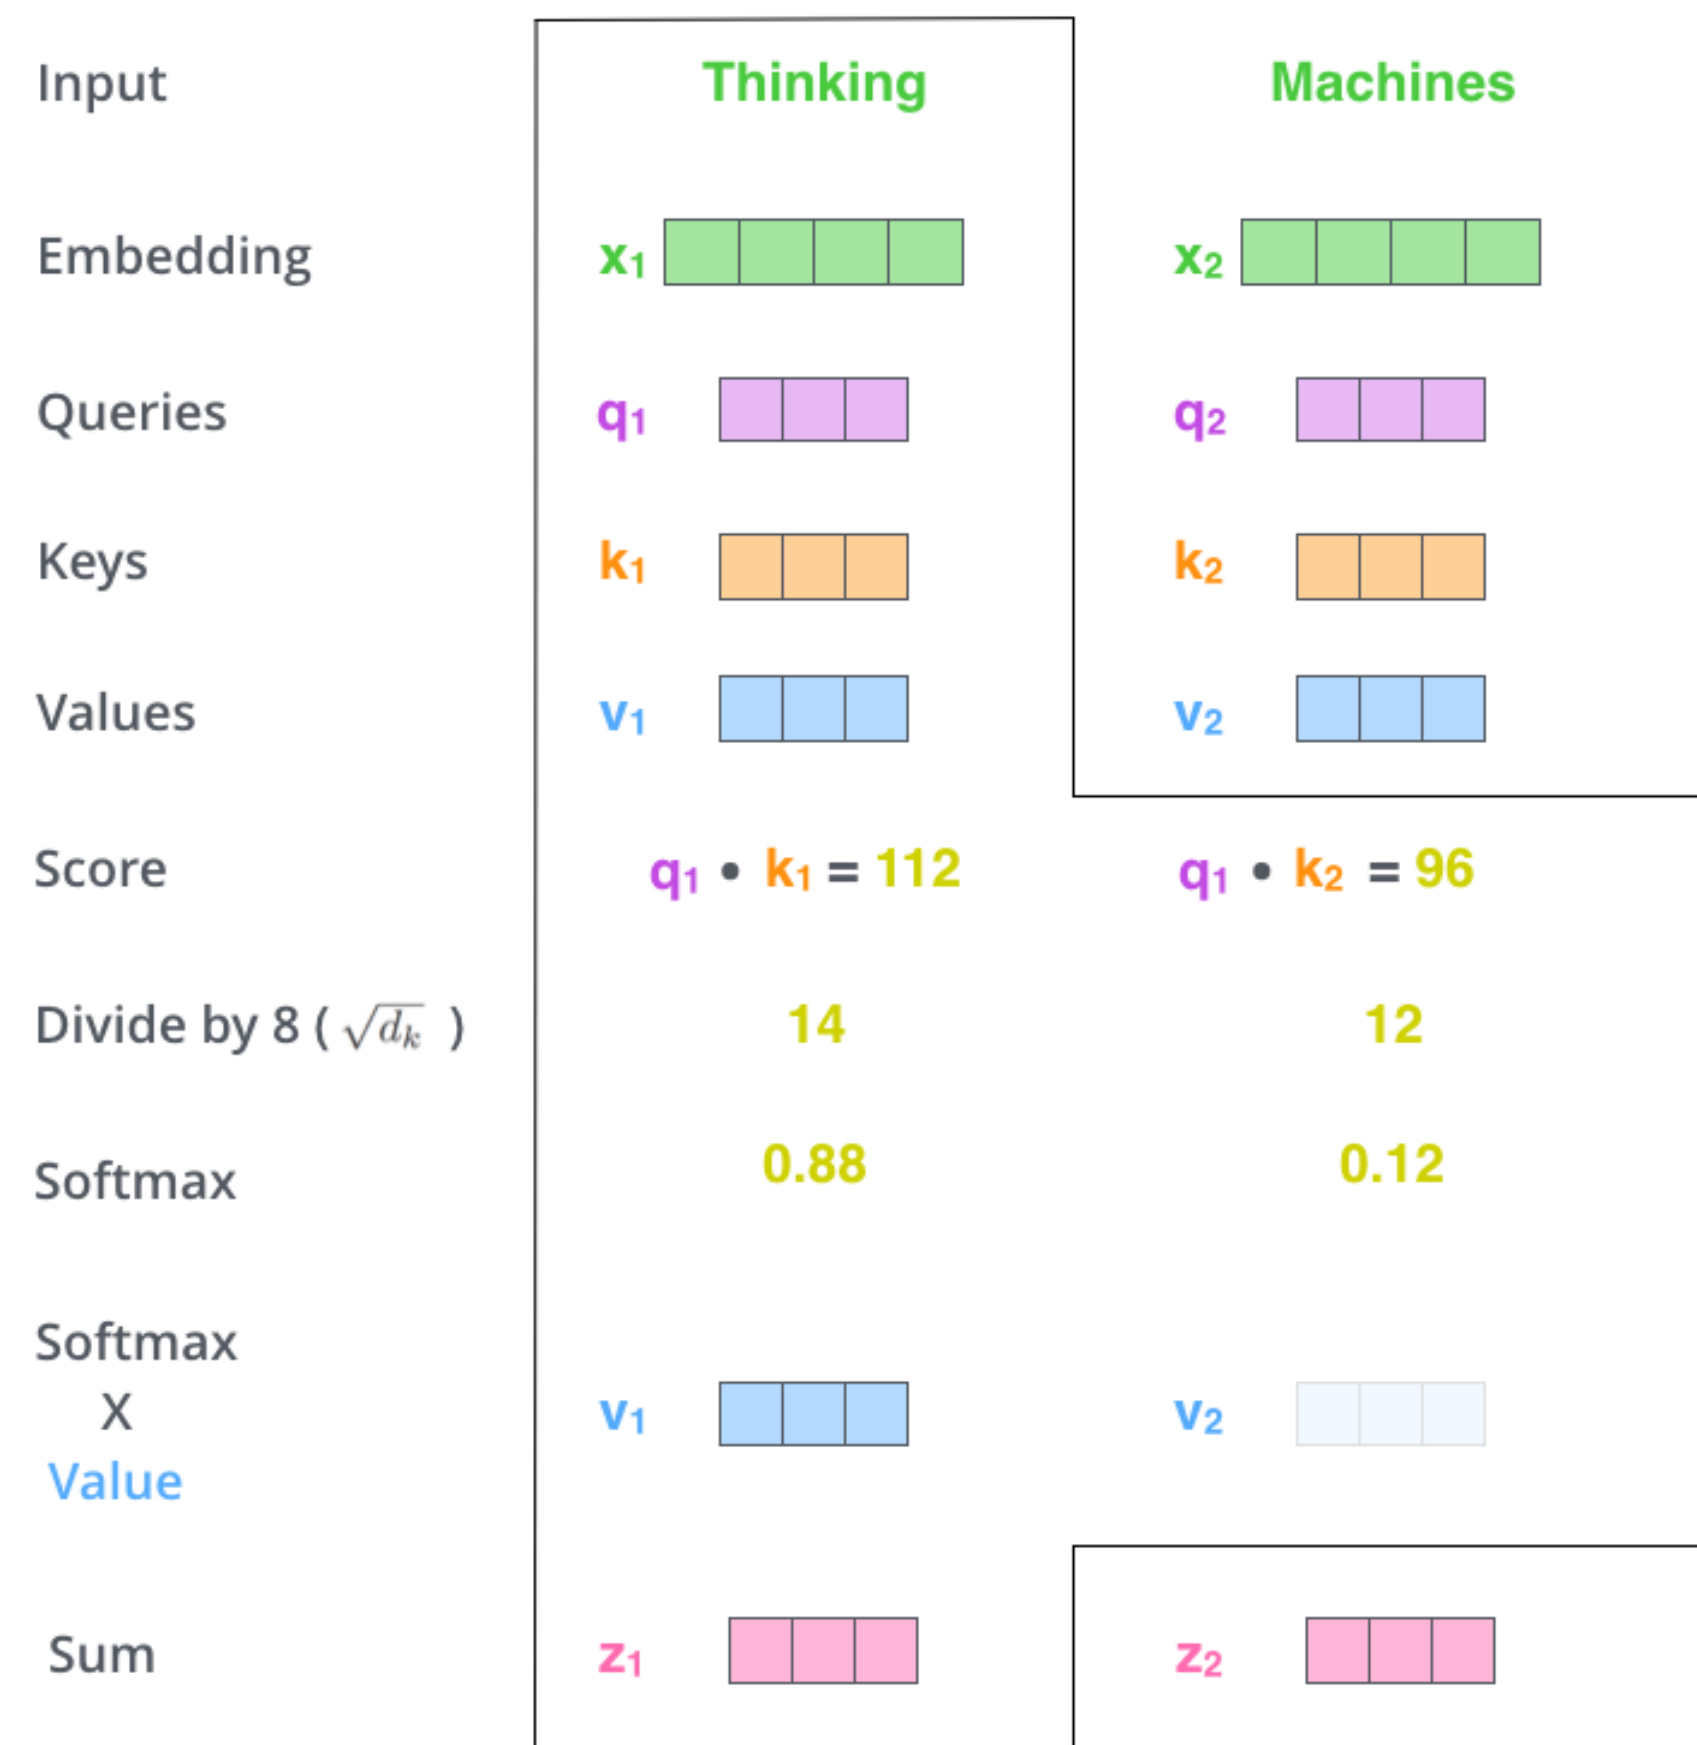 Input Thinking Machines
Embedding x₁ x₂
Queries q₁ q₂
Keys k₁ k₂
Values v₁ v₂
Score q₁ • k₁ = 112 q₁ • k₂ = 96
Divide by 8 ( √dₖ ) 14 12
Softmax 0.88 0.12
Softmax
X
Value v₁ v₂
Sum z₁ z₂